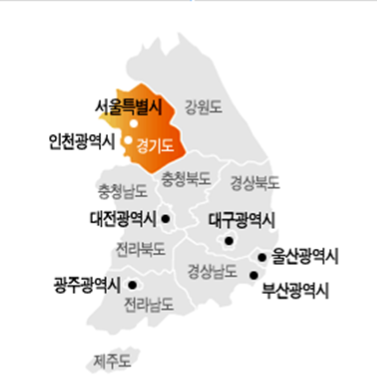 서울특별시
강원도
인천광역시
경기도
충청북도
충청남도
경상북도
대전광역시
대구광역시
전라북도
울산광역시
경상남도
광주광역시
부산광역시
전라남도
제주도